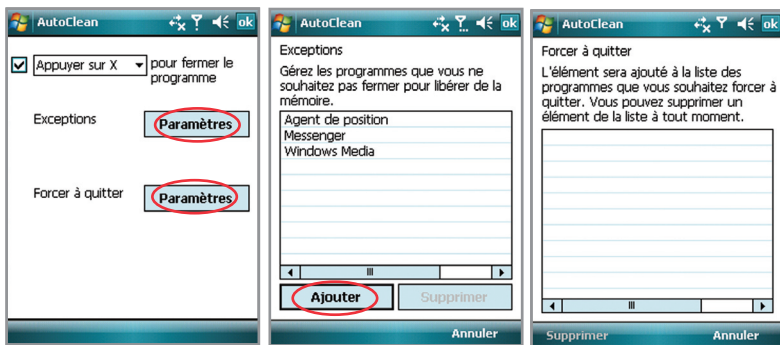 AutoClean
ok
Appuyer sur X
pour fermer le
programme
Exceptions
Paramètres
Forcer à quitter
Paramètres
AutoClean
ok
Exceptions
Gérez les programmes que vous ne
souhaitez pas fermer pour libérer de la
mémoire.
Agent de position
Messenger
Windows Media
Ajouter
Supprimer
Annuler
AutoClean
ok
Forcer à quitter
L'élément sera ajouté à la liste des
programmes que vous souhaitez forcer à
quitter. Vous pouvez supprimer un
élément de la liste à tout moment.
Supprimer
Annuler